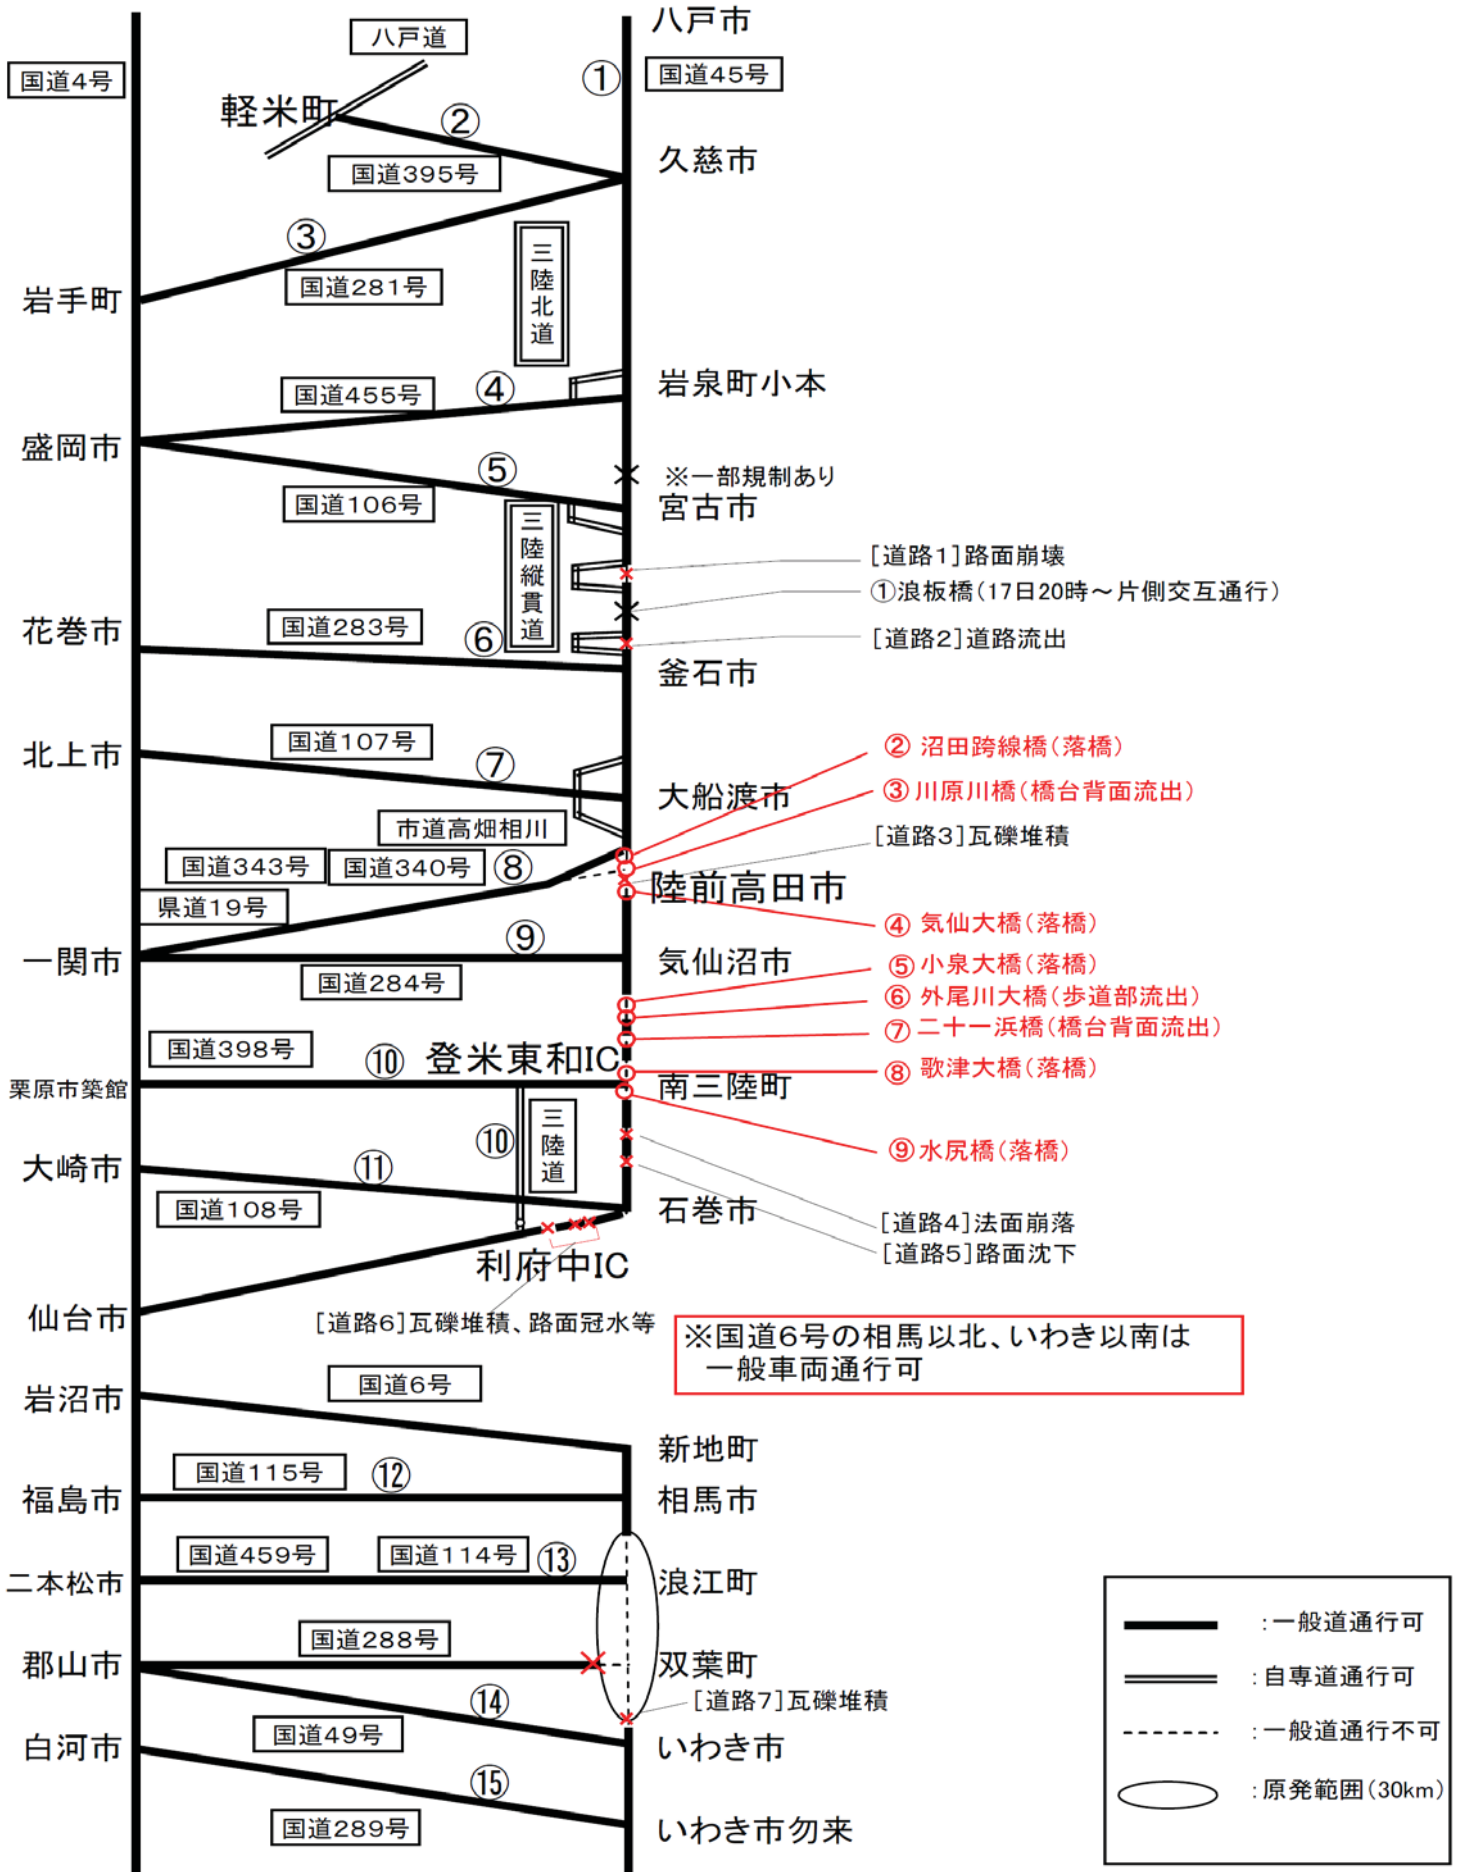 八戸市
八戸道
国道4号
①
国道45号
軽米町
②
久慈市
国道395号
③
三陸北道
国道281号
岩手町
岩泉町小本
国道455号
④
盛岡市
⑤
※一部規制あり
国道106号
宮古市
三陸縦貫道
[道路1]路面崩壊
①浪板橋(17日20時～片側交互通行)
花巻市
国道283号
⑥
[道路2]道路流出
釜石市
北上市
国道107号
⑦
②沼田跨線橋(落橋)
大船渡市
③川原川橋(橋台背面流出)
市道高畑相川
[道路3]瓦礫堆積
国道343号
国道340号
⑧
陸前高田市
県道19号
④気仙大橋(落橋)
一関市
⑨
気仙沼市
⑤小泉大橋(落橋)
国道284号
⑥外尾川大橋(歩道部流出)
⑦二十一浜橋(橋台背面流出)
国道398号
⑩
登米東和IC
⑧歌津大橋(落橋)
栗原市築館
南三陸町
⑩
三陸道
⑨水尻橋(落橋)
大崎市
⑪
国道108号
石巻市
[道路4]法面崩落
[道路5]路面沈下
利府中IC
仙台市
[道路6]瓦礫堆積、路面冠水等
※国道6号の相馬以北、いわき以南は
一般車両通行可
岩沼市
国道6号
新地町
国道115号
⑫
福島市
相馬市
国道459号
国道114号
⑬
二本松市
浪江町
国道288号
郡山市
双葉町
⑭
[道路7]瓦礫堆積
国道49号
白河市
いわき市
⑮
国道289号
いわき市勿来
:一般道通行可
:自専道通行可
:一般道通行不可
:原発範囲(30km)